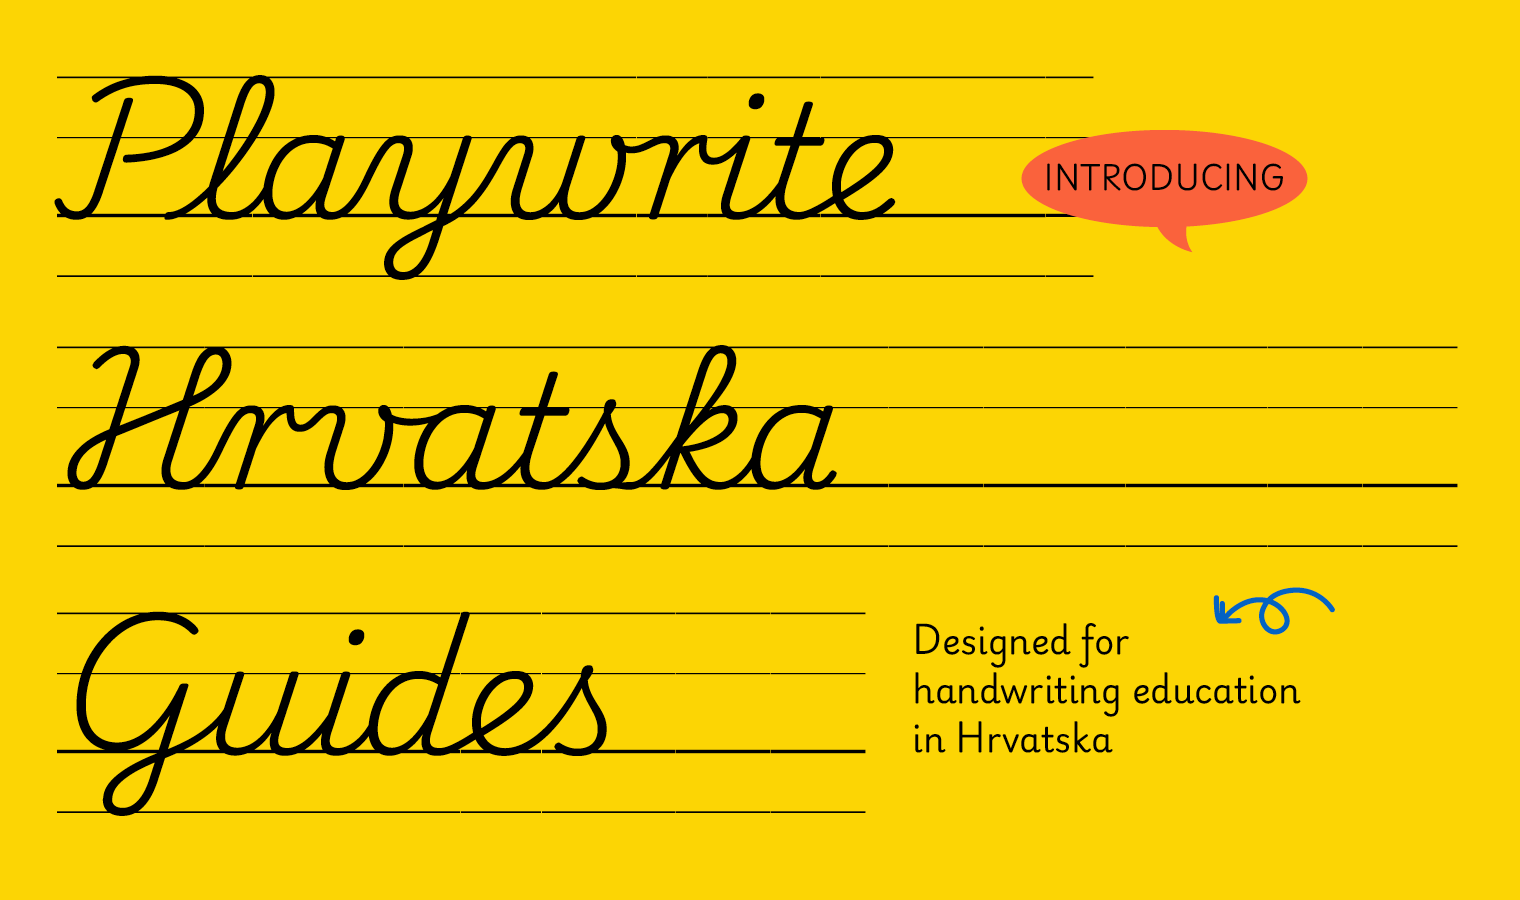 Playwrite
INTRODUCING
Hrvatska
Guides
Designed for
handwriting education
in Hrvatska